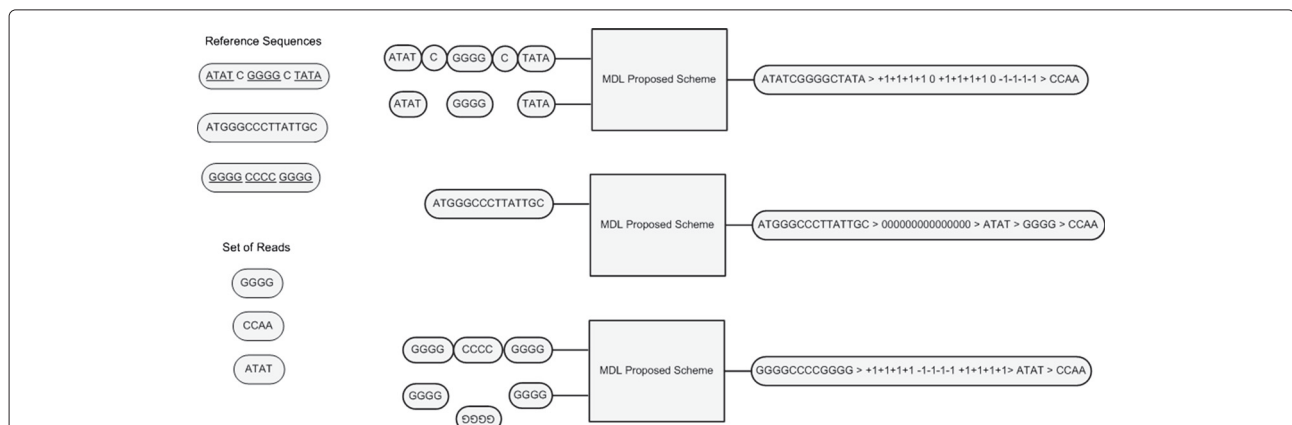 Reference Sequences
ATAT C GGGG C TATA
ATGGGCCCTTATTGC
GGGG CCCC GGGG
Set of Reads
GGGG
CCAA
ATAT
ATAT C GGGG C TATA
ATAT GGGG TATA
MDL Proposed Scheme
ATATCGGGGCTATA > +1+1+1+1 0 +1+1+1+1 0 -1-1-1-1 > CCAA
ATGGGCCCTTATTGC
MDL Proposed Scheme
ATGGGCCCTTATTGC > 000000000000000 > ATAT > GGGG > CCAA
GGGG CCCC GGGG
GGGG GGGG
GGGG
MDL Proposed Scheme
GGGGCCCCGGGG > +1+1+1+1 -1-1-1-1 +1+1+1+1> ATAT > CCAA